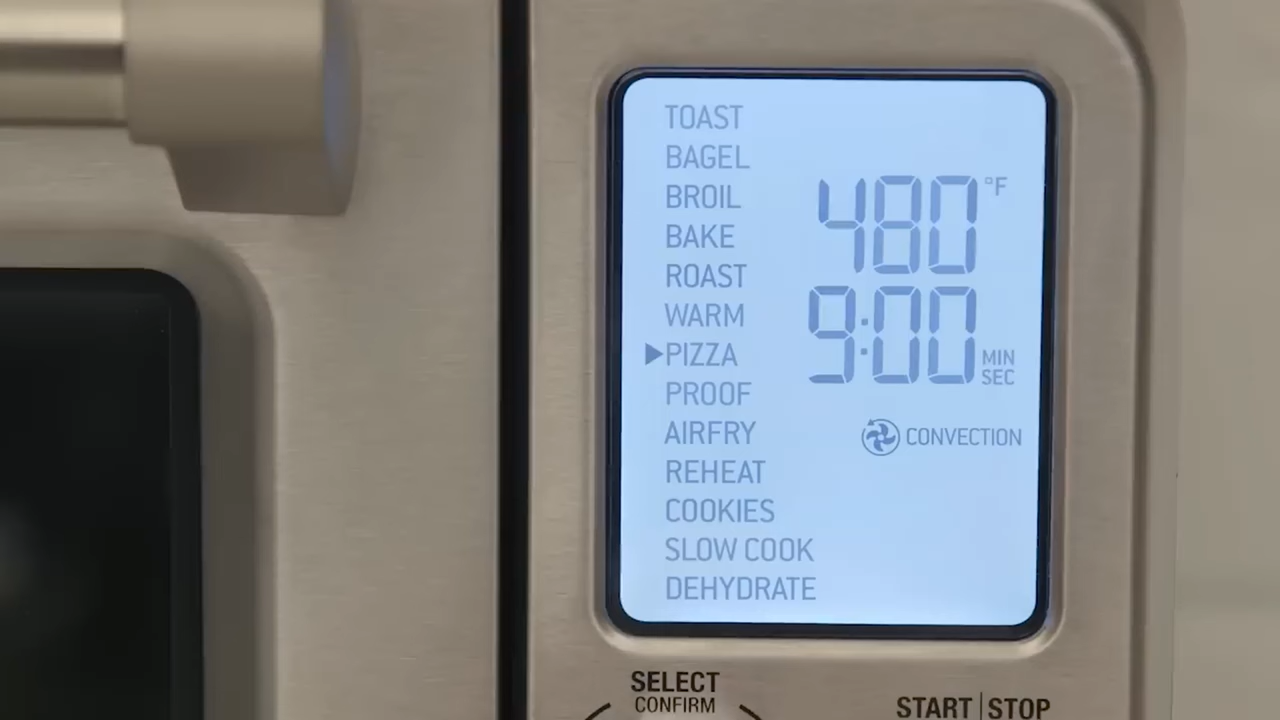 TOAST
BAGEL
BROIL
BAKE
ROAST
WARM
PIZZA
PROOF
AIRFRY
REHEAT
COOKIES
SLOW COOK
DEHYDRATE
480 °F
9:00 MIN SEC
CONVECTION
SELECT
CONFIRM
START | STOP